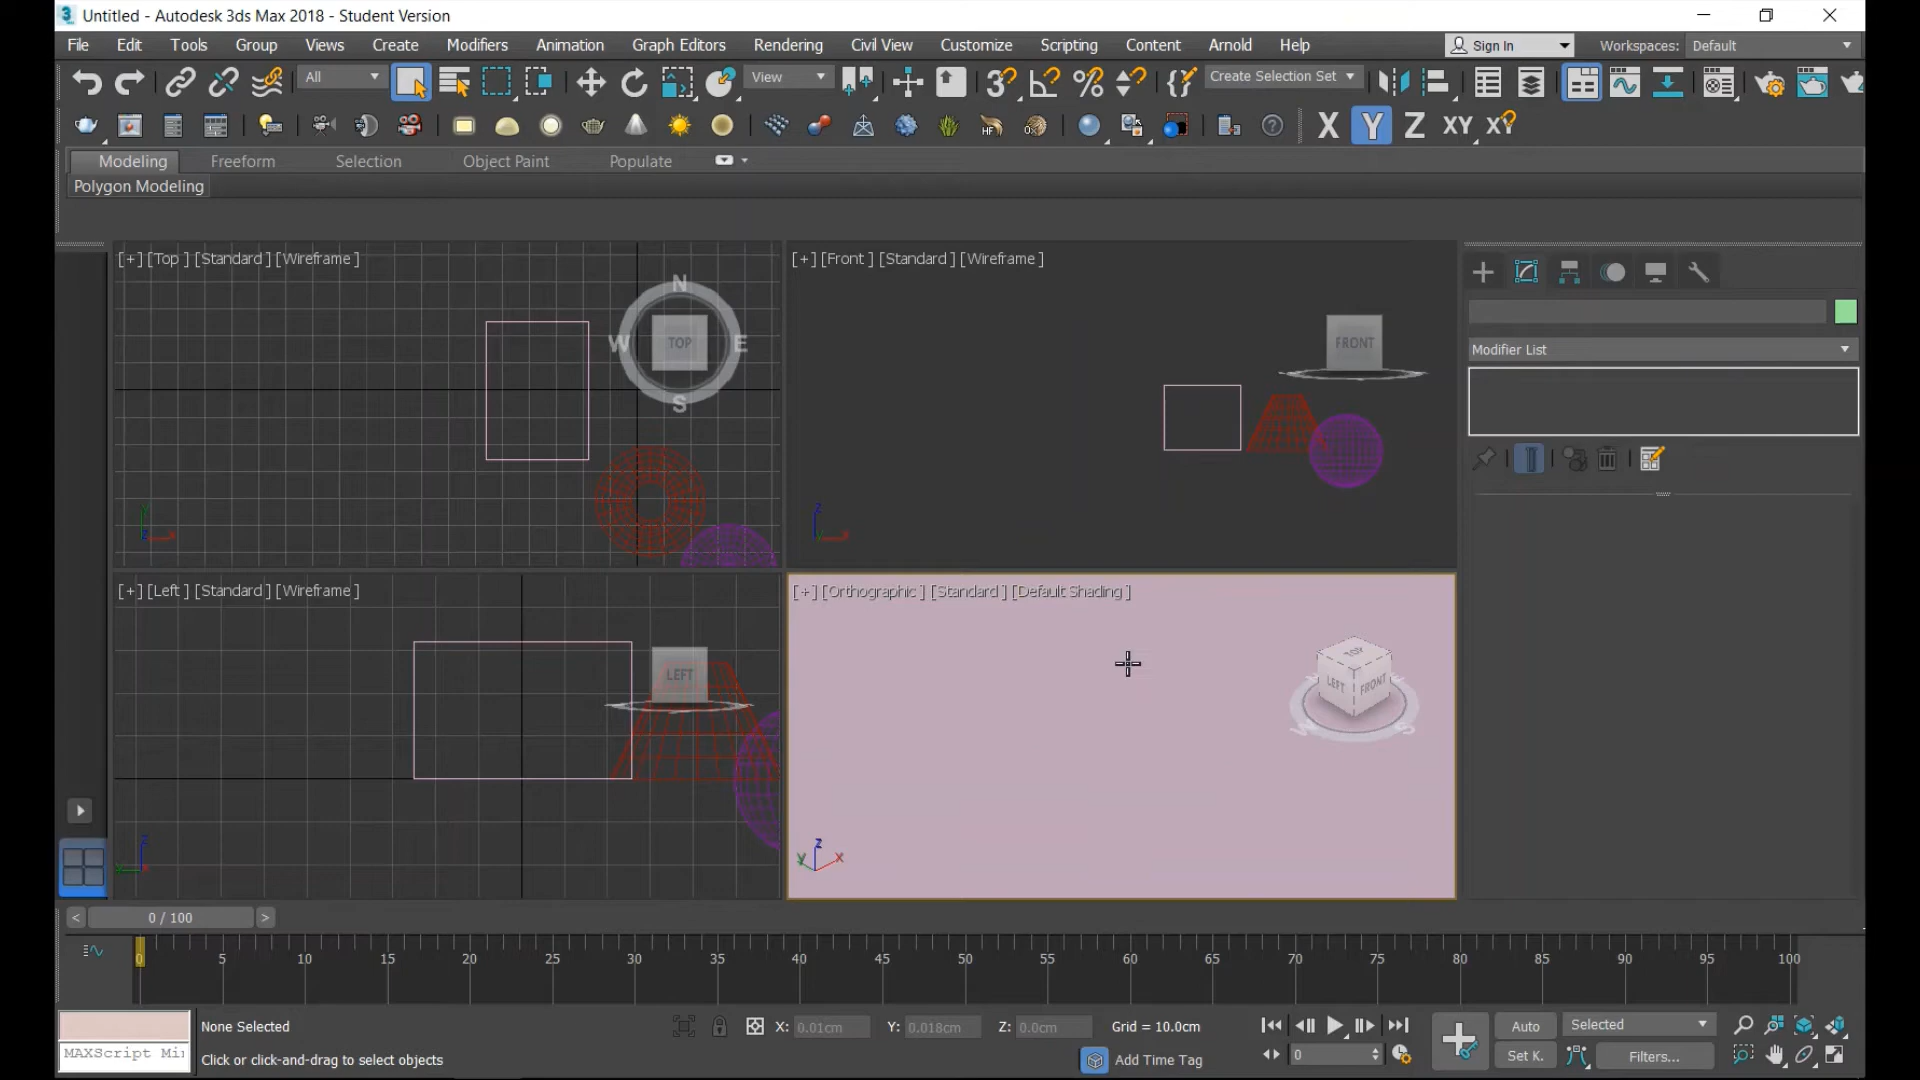 Untitled - Autodesk 3ds Max 2018 - Student Version
File Edit Tools Group Views Create Modifiers Animation Graph Editors Rendering Civil View Customize Scripting Content Arnold Help Sign In Workspaces: Default
All View Create Selection Set
X Y Z XY XY
Modeling Freeform Selection Object Paint Populate
Polygon Modeling
[+] [Top ] [Standard ] [Wireframe ]
N
W TOP E
S
[+] [Front ] [Standard ] [Wireframe ]
FRONT
Modifier List
[+] [Left ] [Standard ] [Wireframe ]
LEFT
[+] [Orthographic ] [Standard ] [Default Shading ]
TOP
LEFT FRONT
W S
z
y x
< 0 / 100 >
0 5 10 15 20 25 30 35 40 45 50 55 60 65 70 75 80 85 90 95 100
None Selected X: 0.01cm Y: 0.018cm Z: 0.0cm Grid = 10.0cm Auto Selected
MAXScript Mi Click or click-and-drag to select objects Add Time Tag 0 Set K. Filters...